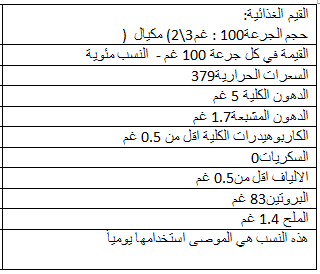 القيم الغذائية:
حجم الجرعة100 : غم3\2) مكيال (
القيمة في كل جرعة 100 غم - النسب مئوية
السعرات الحرارية379
الدهون الكلية 5 غم
الدهون المشبعة1.7 غم
الكاربوهيدرات الكلية اقل من 0.5 غم
السكريات0
الالياف اقل من0.5 غم
البروتين83 غم
الملح 1.4 غم
هذه النسب هي الموصى استخدامها يومياً